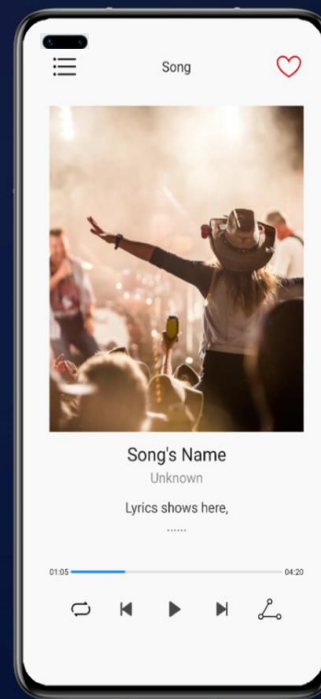 Song
Song's Name
Unknown
Lyrics shows here,
......
01:05 04:20